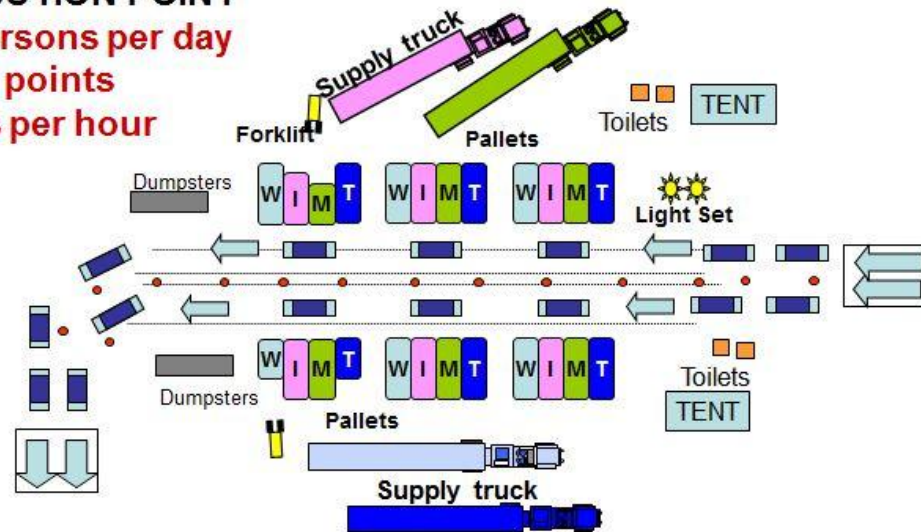 rsons per day
points
per hour
Supply truck
Forklift
Pallets
Toilets
TENT
Dumpsters
W I M T
W I M T
W I M T
Light Set
W I M T
W I M T
W I M T
Dumpsters
Toilets
TENT
Pallets
Supply truck